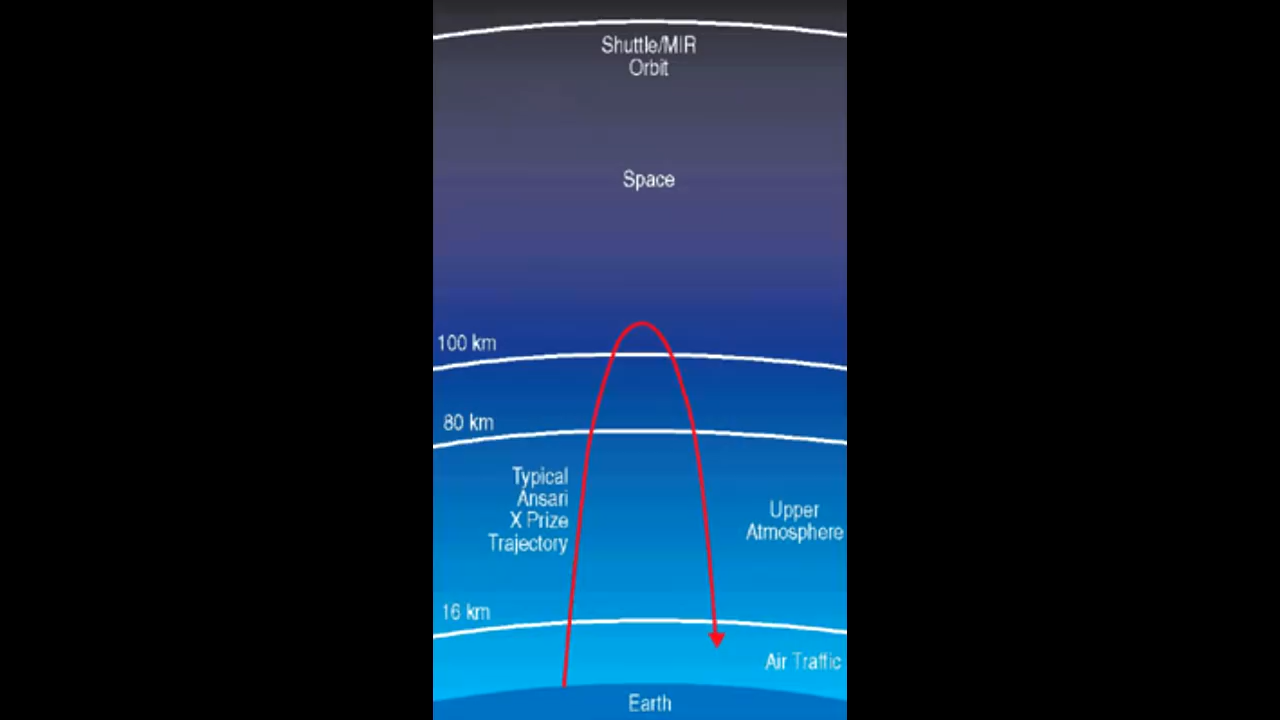 Shuttle/MIR
Orbit
Space
100 km
80 km
Typical
Ansari
X Prize
Trajectory
Upper
Atmosphere
16 km
Air Traffic
Earth